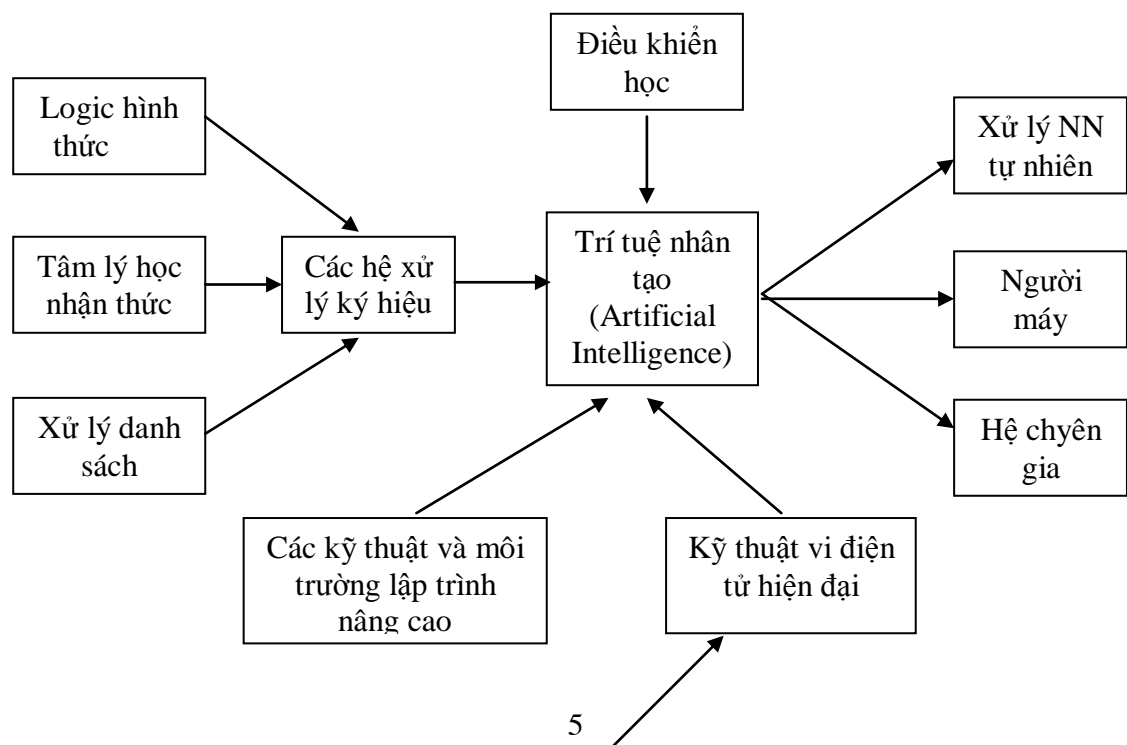 Điều khiển
học
Logic hình
thức
Xử lý NN
tự nhiên
Tâm lý học
nhận thức
Các hệ xử
lý ký hiệu
Trí tuệ nhân
tạo
(Artificial
Intelligence)
Người
máy
Xử lý danh
sách
Hệ chyên
gia
Các kỹ thuật và môi
trường lập trình
nâng cao
Kỹ thuật vi điện
tử hiện đại
5